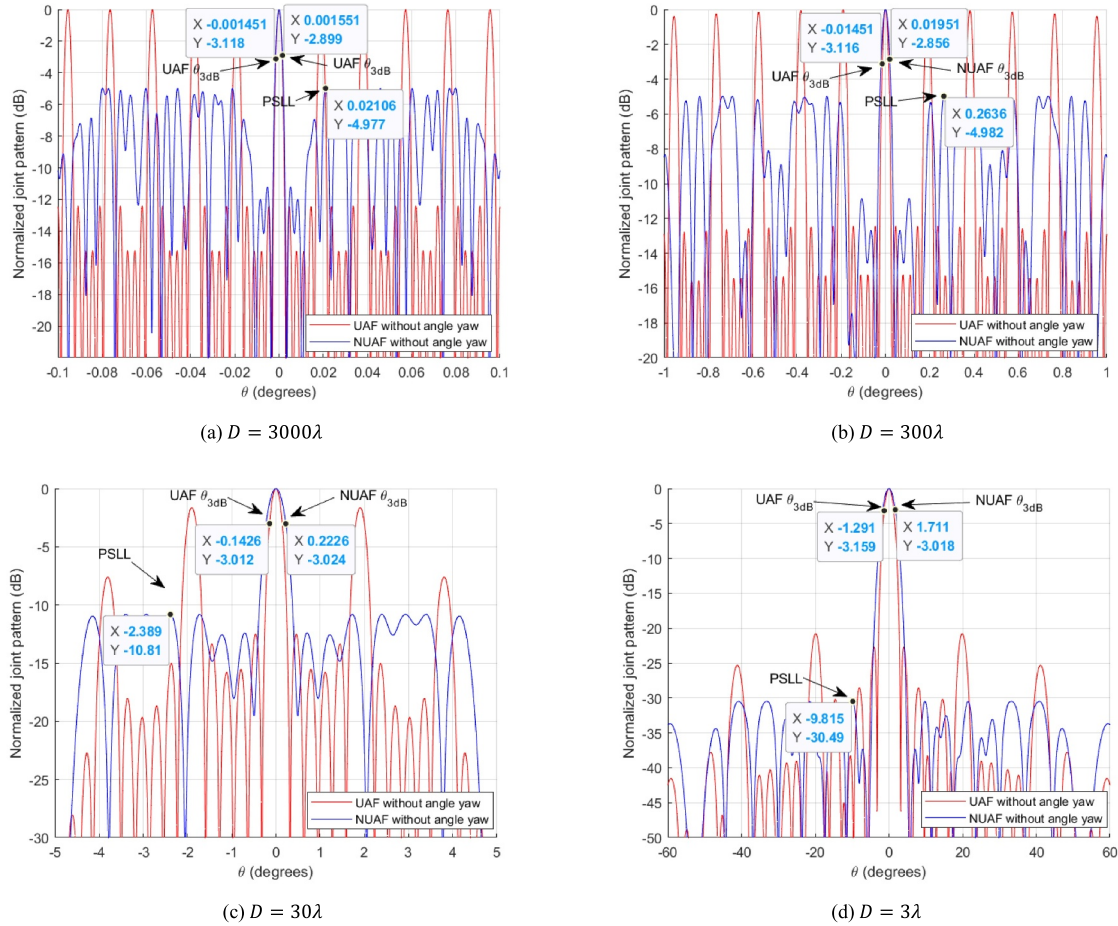 X -0.001451
Y -3.118
X 0.001551
Y -2.899
UAF θ3dB
UAF θ3dB
PSLL
X 0.02106
Y -4.977
0
-2
-4
-6
-8
-10
-12
-14
-16
-18
-20
Normalized joint pattern (dB)
UAF without angle yaw
NUAF without angle yaw
-0.1 -0.08 -0.06 -0.04 -0.02 0 0.02 0.04 0.06 0.08 0.1
θ (degrees)
(a) D = 3000λ
X -0.01451
Y -3.116
X 0.01951
Y -2.856
UAF θ3dB
NUAF θ3dB
PSLL
X 0.2636
Y -4.982
0
-2
-4
-6
-8
-10
-12
-14
-16
-18
-20
Normalized joint pattern (dB)
UAF without angle yaw
NUAF without angle yaw
-1 -0.8 -0.6 -0.4 -0.2 0 0.2 0.4 0.6 0.8 1
θ (degrees)
(b) D = 300λ
UAF θ3dB
NUAF θ3dB
X -0.1426
Y -3.012
X 0.2226
Y -3.024
PSLL
X -2.389
Y -10.81
0
-5
-10
-15
-20
-25
-30
Normalized joint pattern (dB)
UAF without angle yaw
NUAF without angle yaw
-5 -4 -3 -2 -1 0 1 2 3 4 5
θ (degrees)
(c) D = 30λ
UAF θ3dB
NUAF θ3dB
X -1.291
Y -3.159
X 1.711
Y -3.018
PSLL
X -9.815
Y -30.49
0
-5
-10
-15
-20
-25
-30
-35
-40
-45
-50
Normalized joint pattern (dB)
UAF without angle yaw
NUAF without angle yaw
-60 -40 -20 0 20 40 60
θ (degrees)
(d) D = 3λ